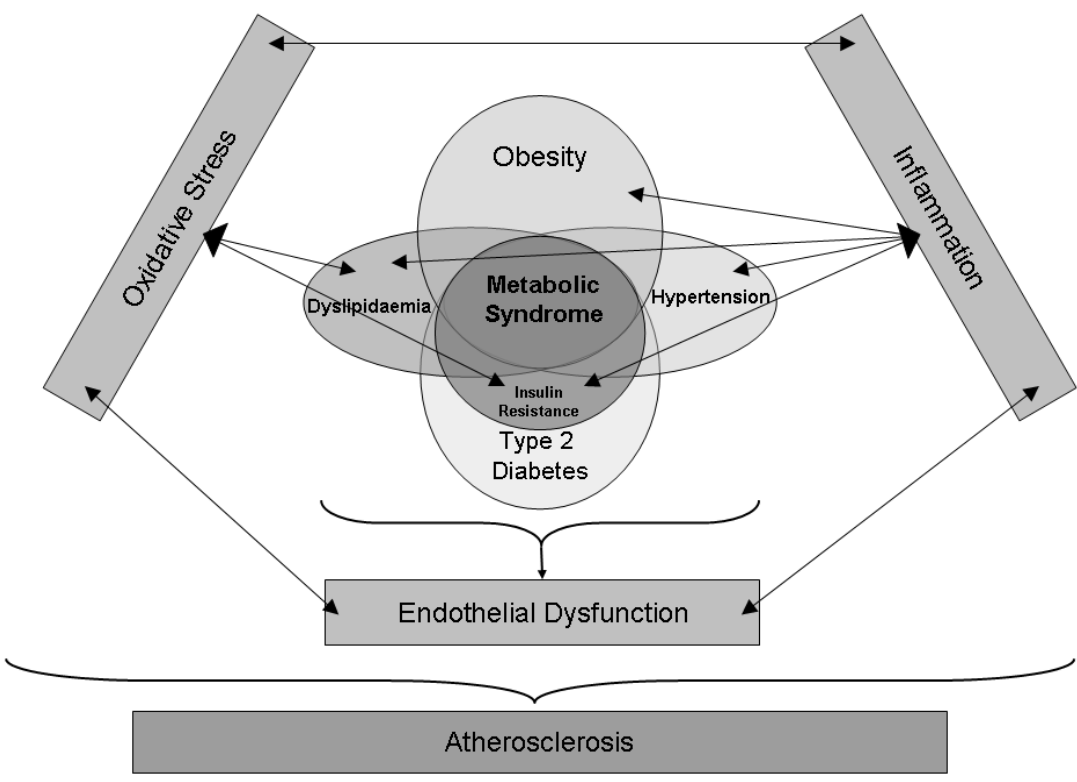 Oxidative Stress
Inflammation
Obesity
Dyslipidaemia
Metabolic
Syndrome
Hypertension
Insulin
Resistance
Type 2
Diabetes
Endothelial Dysfunction
Atherosclerosis